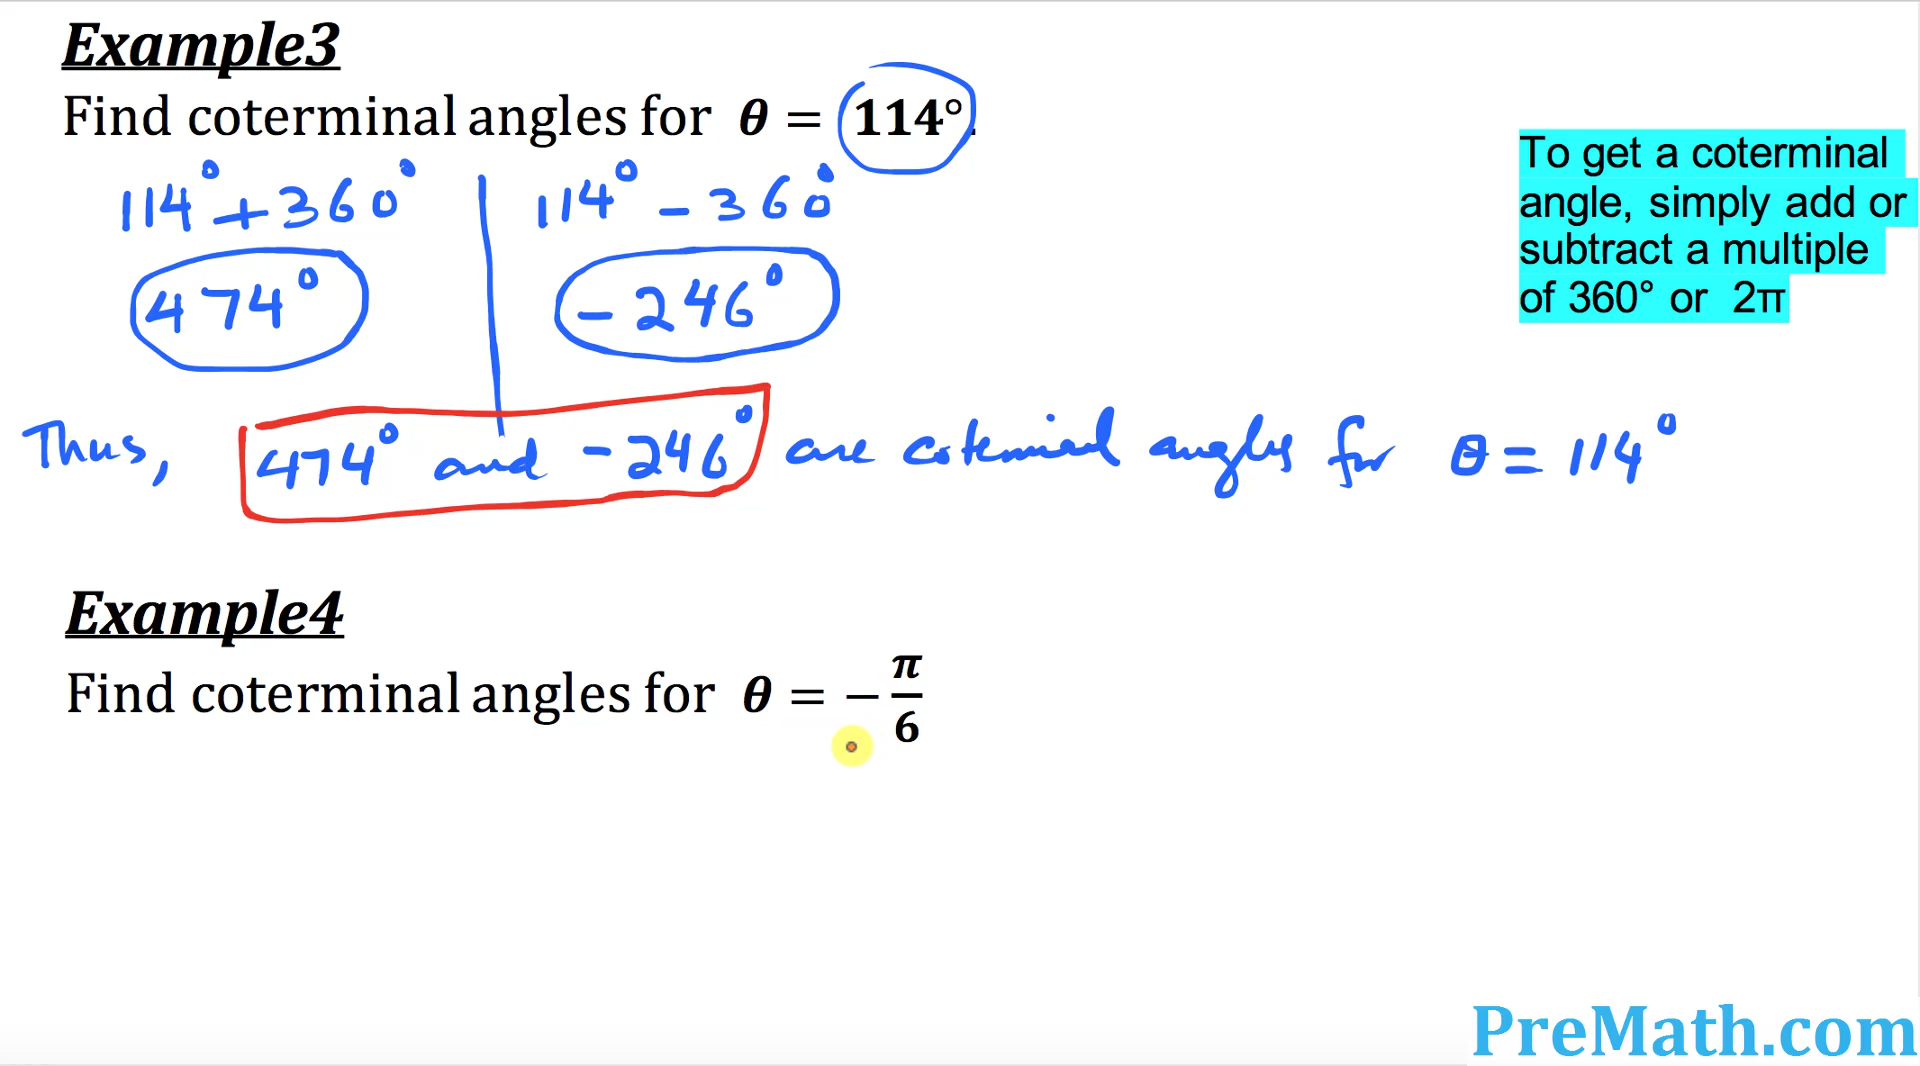 Example3
Find coterminal angles for θ = 114°.
To get a coterminal
angle, simply add or
subtract a multiple
of 360° or 2π
114° + 360° | 114° - 360°
474° | -246°
Thus, 474° and -246° are coterminal angles for θ = 114°
Example4
Find coterminal angles for θ = -π/6
PreMath.com